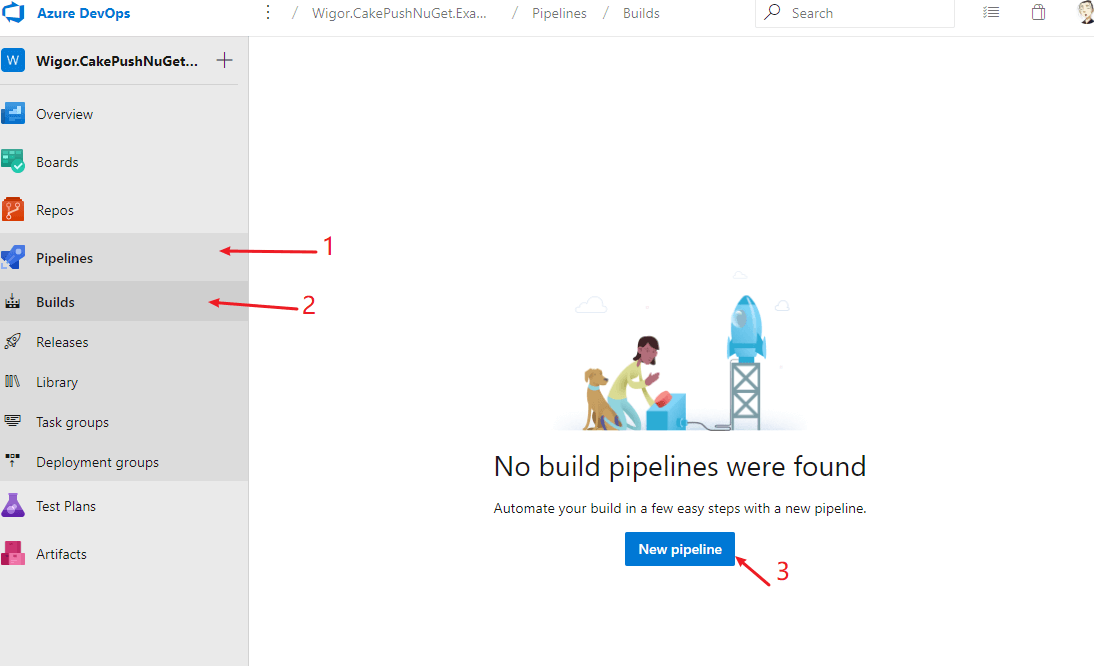 Azure DevOps
/ Wigor.CakePushNuGet.Exa... / Pipelines / Builds
Search
W Wigor.CakePushNuGet... +
Overview
Boards
Repos
Pipelines
1
Builds
2
Releases
Library
Task groups
Deployment groups
Test Plans
Artifacts
No build pipelines were found
Automate your build in a few easy steps with a new pipeline.
New pipeline
3